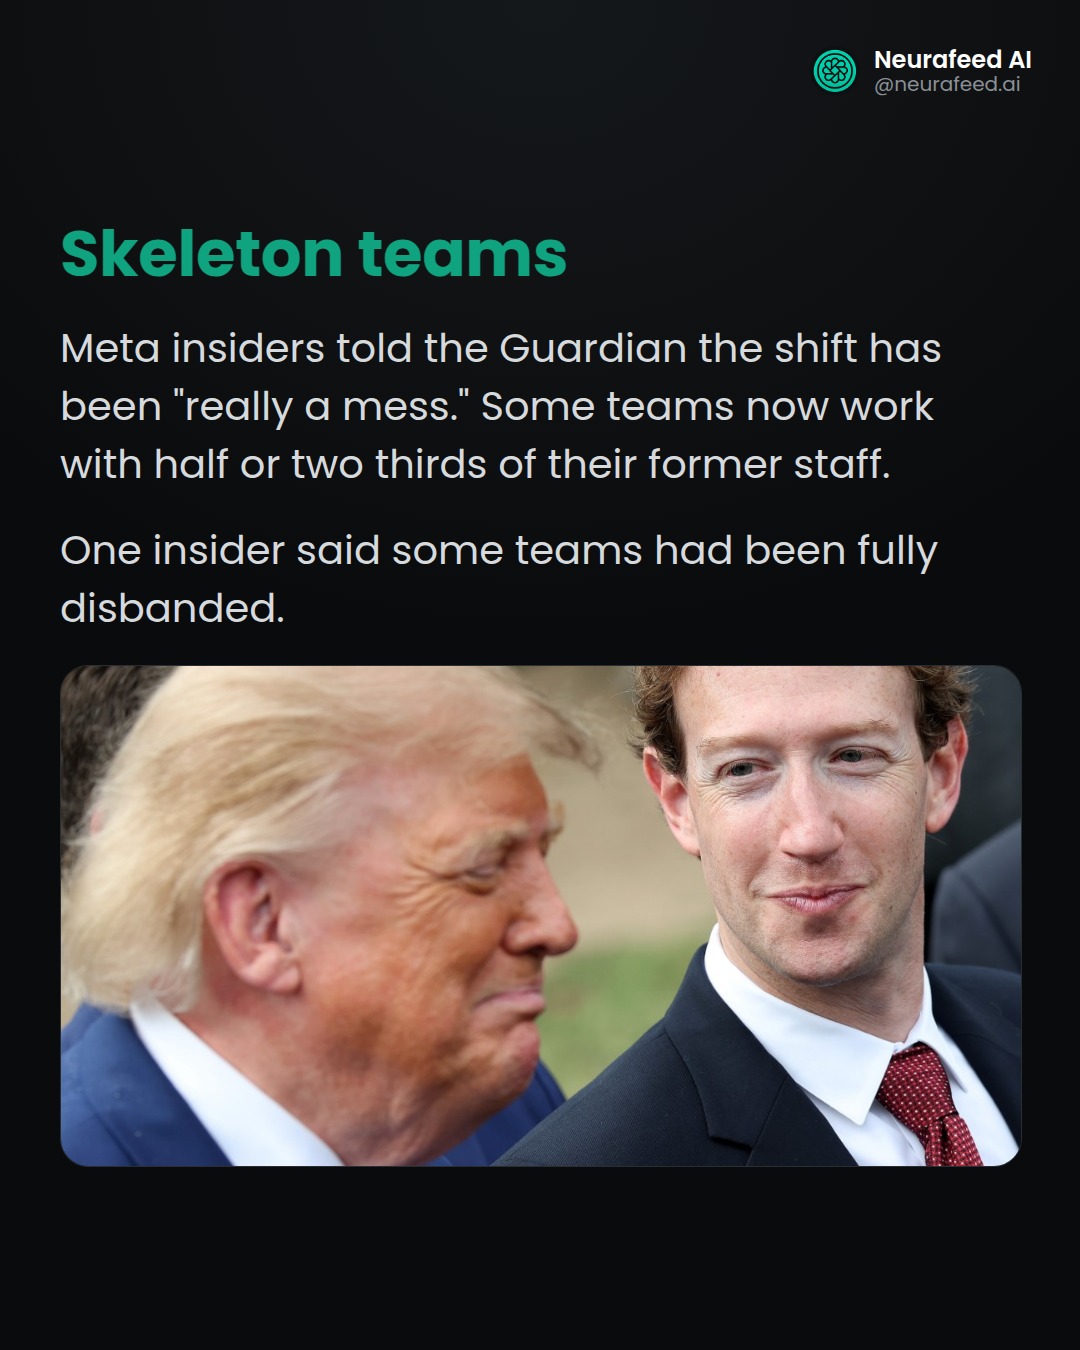 Neurafeed AI
@neurafeed.ai
Skeleton teams
Meta insiders told the Guardian the shift has
been "really a mess." Some teams now work
with half or two thirds of their former staff.
One insider said some teams had been fully
disbanded.